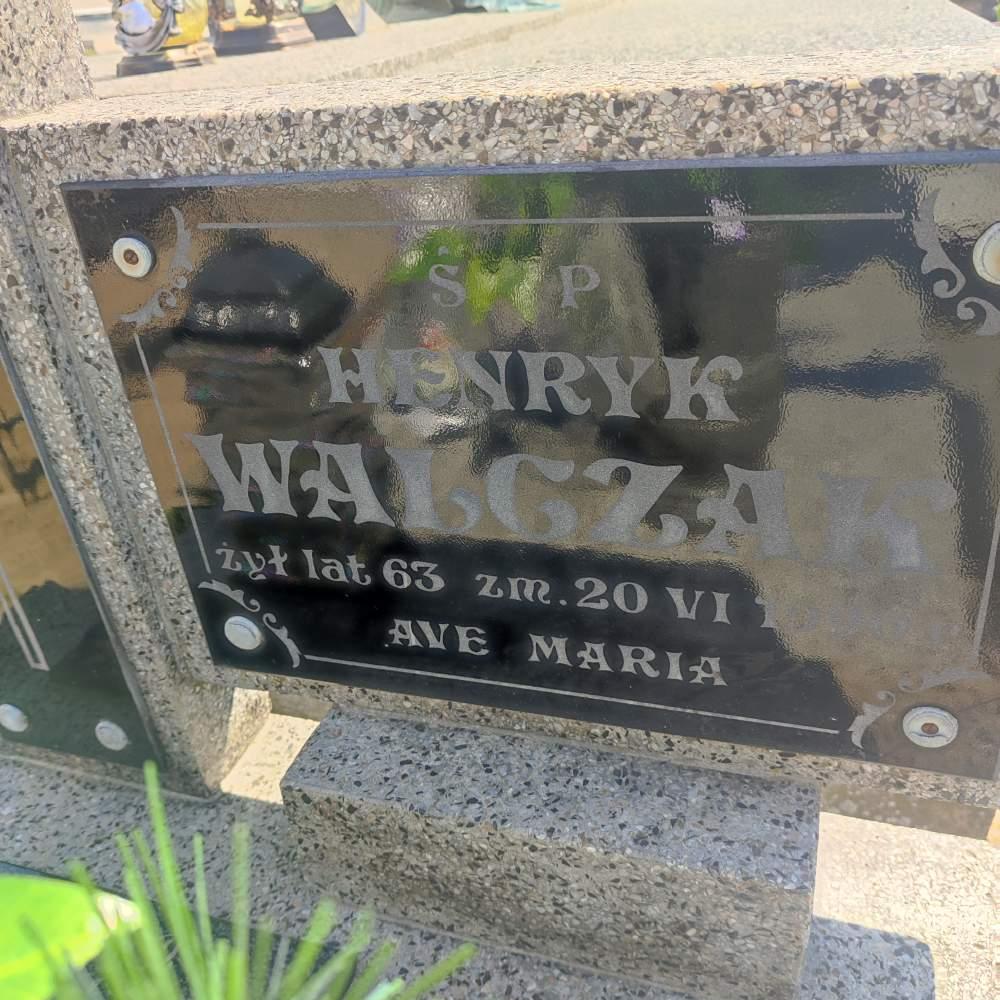 Ś P
HENRYK
WALCZAK
żył lat 63 zm. 20 VI
AVE MARIA